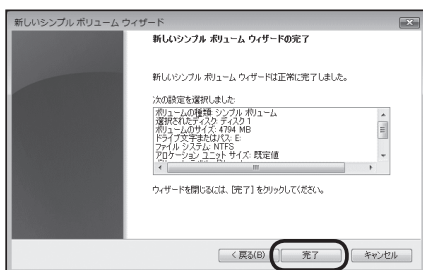 新しいシンプル ボリューム ウィザード
新しいシンプル ボリューム ウィザードの完了
新しいシンプル ボリューム ウィザードは正常に完了しました。
次の設定を選択しました:
ボリュームの種類: シンプル ボリューム
選択されたディスク: ディスク 1
ボリュームのサイズ: 4794 MB
ドライブ文字またはパス: E:
ファイル システム: NTFS
アロケーション ユニット サイズ: 既定値
ウィザードを閉じるには、[完了] をクリックしてください。
< 戻る(B)
完了
キャンセル